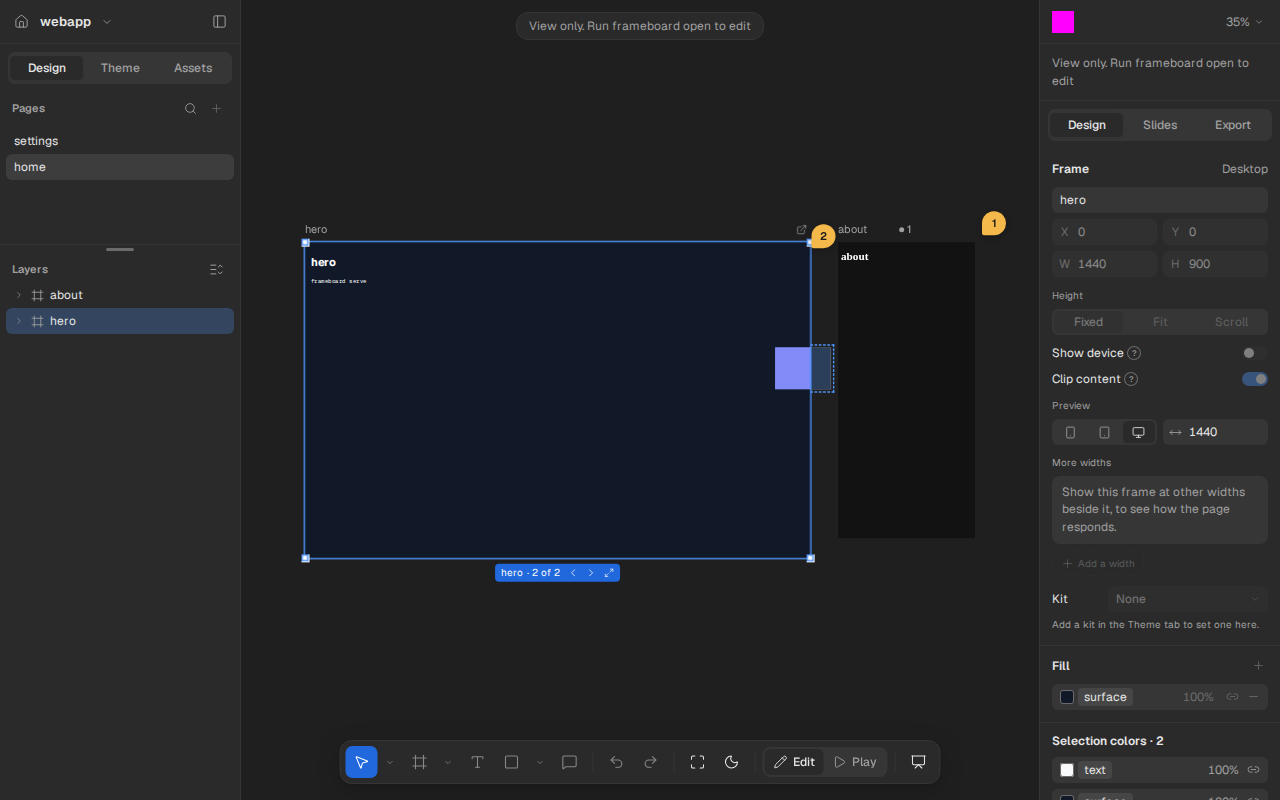 webapp
View only. Run frameboard open to edit
35%
View only. Run frameboard open to
edit
Design
Theme
Assets
Pages
settings
home
Layers
about
hero
hero
2
about
1
1
hero
frameboard serve
about
hero · 2 of 2
Edit
Play
Design
Slides
Export
Frame
Desktop
hero
X 0
Y 0
W 1440
H 900
Height
Fixed
Fit
Scroll
Show device ?
Clip content ?
Preview
1440
More widths
Show this frame at other widths
beside it, to see how the page
responds.
Add a width
Kit
None
Add a kit in the Theme tab to set one here.
Fill
surface
100%
Selection colors · 2
text
100%
surface
100%